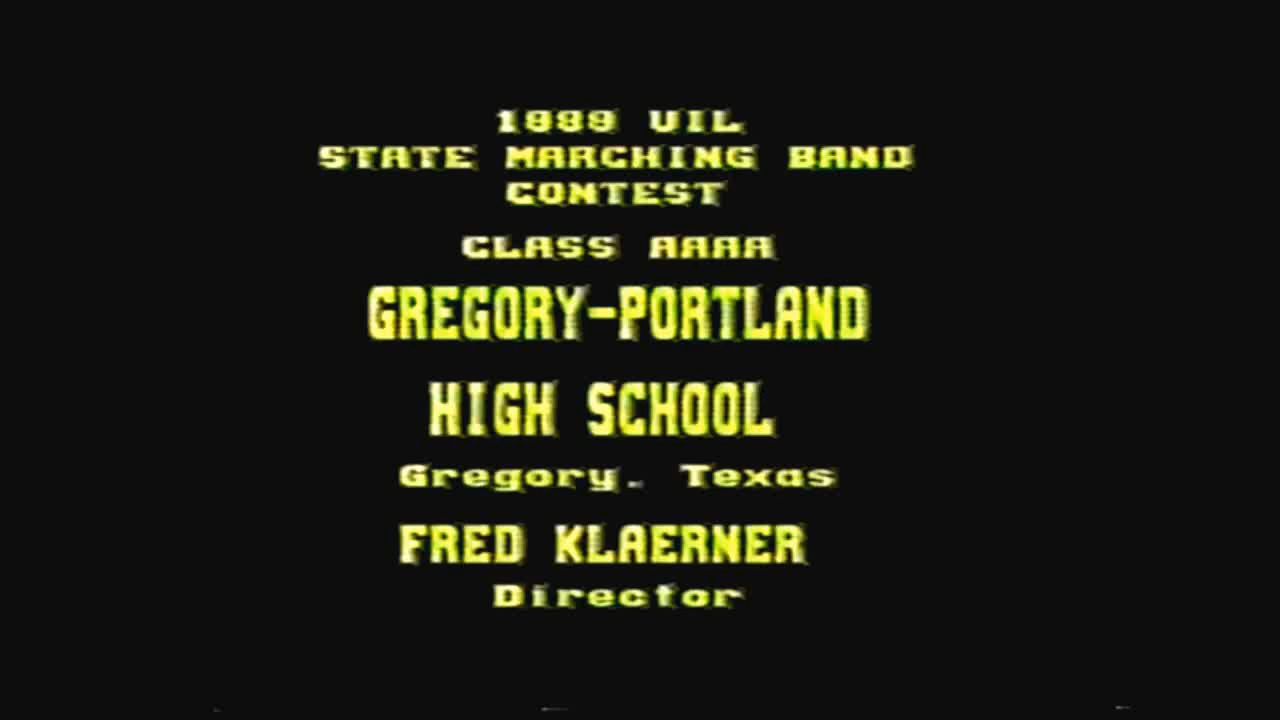 1989 UIL
STATE MARCHING BAND
CONTEST
CLASS AAAA
GREGORY-PORTLAND
HIGH SCHOOL
Gregory, Texas
FRED KLAERNER
Director